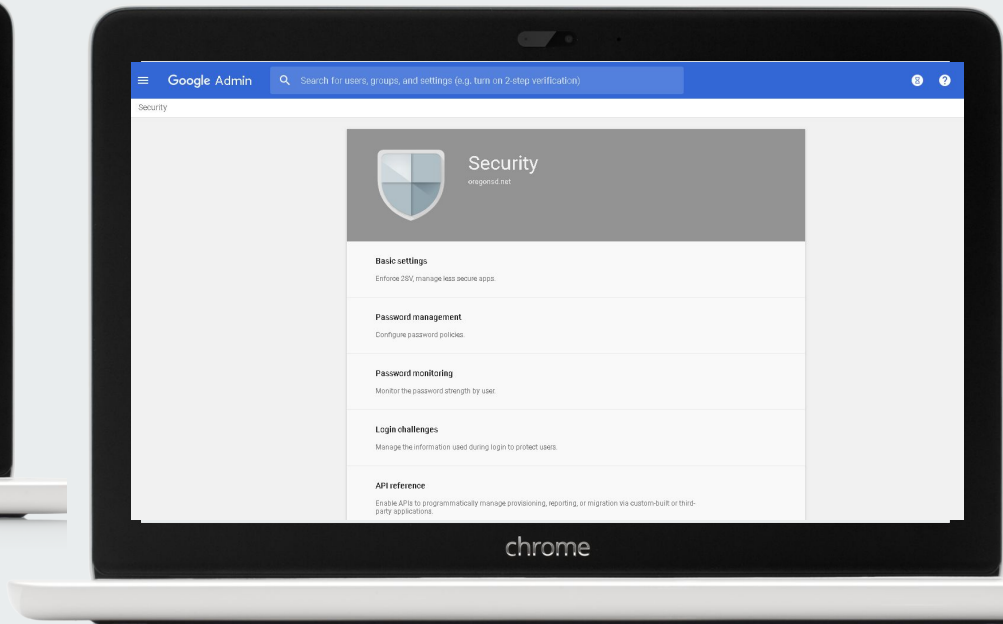 Google Admin
Search for users, groups, and settings (e.g. turn on 2-step verification)
8 ?
Security
Security
oregonsd.net
Basic settings
Enforce 2SV, manage less secure apps.
Password management
Configure password policies.
Password monitoring
Monitor the password strength by user.
Login challenges
Manage the information used during login to protect users.
API reference
Enable APIs to programmatically manage provisioning, reporting, or migration via custom-built or third-
party applications.
chrome